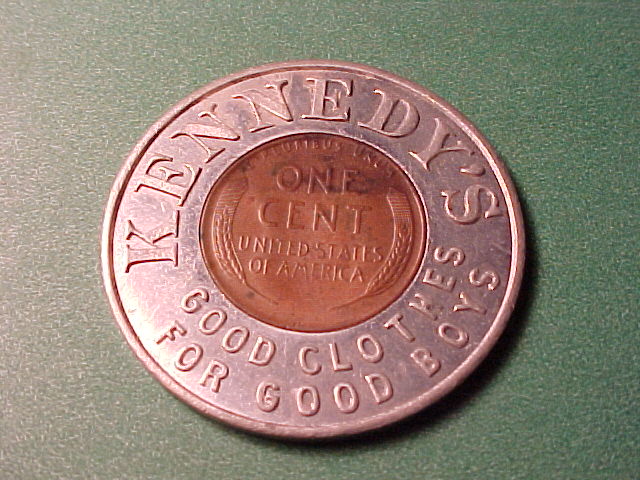 KENNEDY'S
GOOD CLOTHES
FOR GOOD BOYS
PLURIBUS UNUM
ONE
CENT
UNITED STATES
OF AMERICA